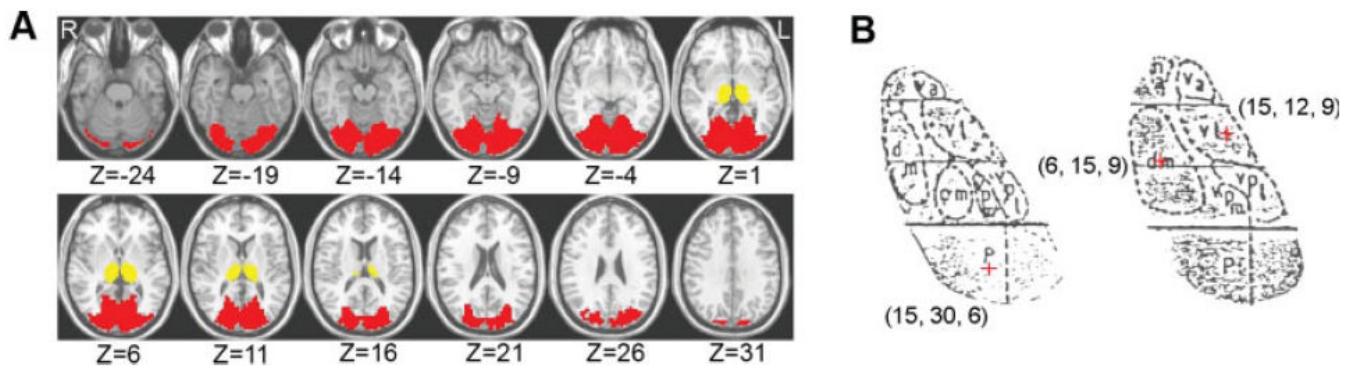 A
R
L
Z=-24 Z=-19 Z=-14 Z=-9 Z=-4 Z=1
Z=6 Z=11 Z=16 Z=21 Z=26 Z=31
B
v a
v a
(15, 12, 9)
v l
v l
d
(6, 15, 9)
d m
v p
m
c m
p
p
l
v p m
l
P
P
(15, 30, 6)